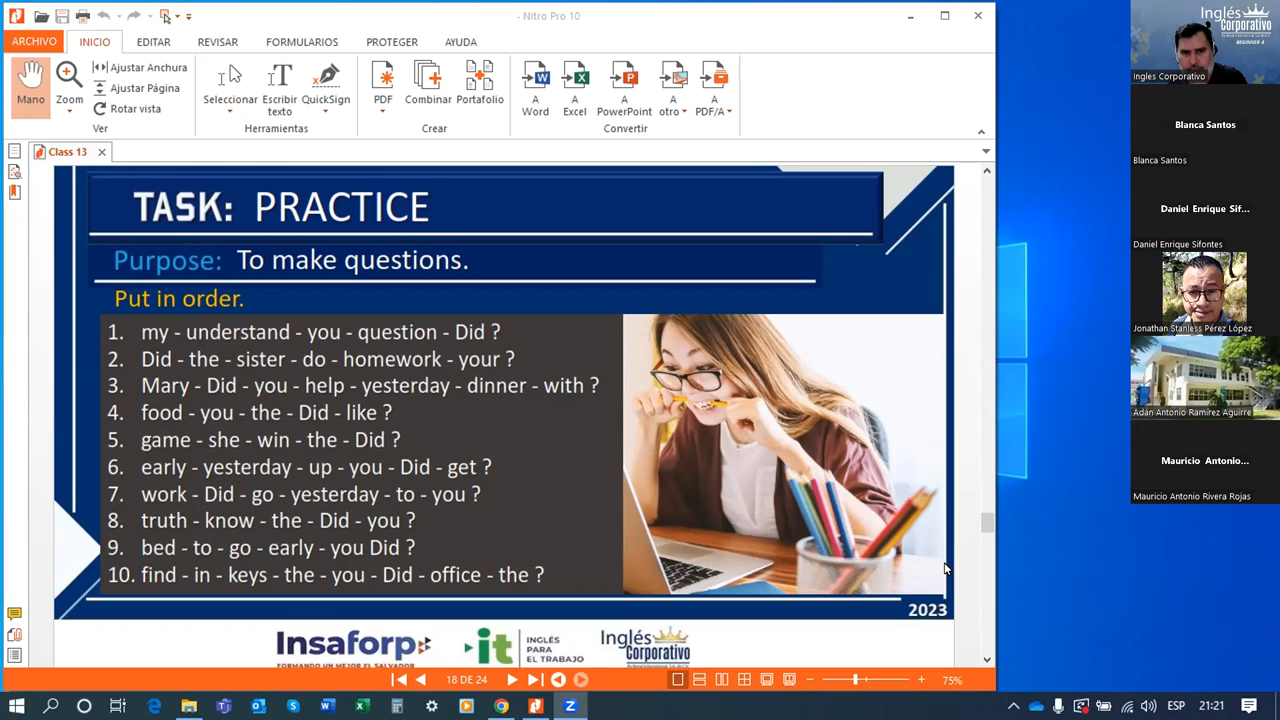 - Nitro Pro 10
ARCHIVO INICIO EDITAR REVISAR FORMULARIOS PROTEGER AYUDA
Mano
Zoom
Ajustar Anchura
Ajustar Página
Rotar vista
Ver
Seleccionar
Escribir texto
QuickSign
Herramientas
PDF
Combinar
Portafolio
Crear
A Word
A Excel
A PowerPoint
A otro
A PDF/A
Convertir
Class 13
TASK: PRACTICE
Purpose: To make questions.
Put in order.
1. my - understand - you - question - Did ?
2. Did - the - sister - do - homework - your ?
3. Mary - Did - you - help - yesterday - dinner - with ?
4. food - you - the - Did - like ?
5. game - she - win - the - Did ?
6. early - yesterday - up - you - Did - get ?
7. work - Did - go - yesterday - to - you ?
8. truth - know - the - Did - you ?
9. bed - to - go - early - you Did ?
10. find - in - keys - the - you - Did - office - the ?
2023
Insaforp
FORMANDO UN MEJOR EL SALVADOR
it
INGLÉS
PARA
EL TRABAJO
Inglés
Corporativo
18 DE 24
75%
ESP
21:21
Inglés
Corporativo
BEGINNER 4
Ingles Corporativo
Blanca Santos
Blanca Santos
Daniel Enrique Sif...
Daniel Enrique Sifontes
Jonathan Stanless Pérez López
Adán Antonio Ramírez Aguirre
Mauricio Antonio...
Mauricio Antonio Rivera Rojas